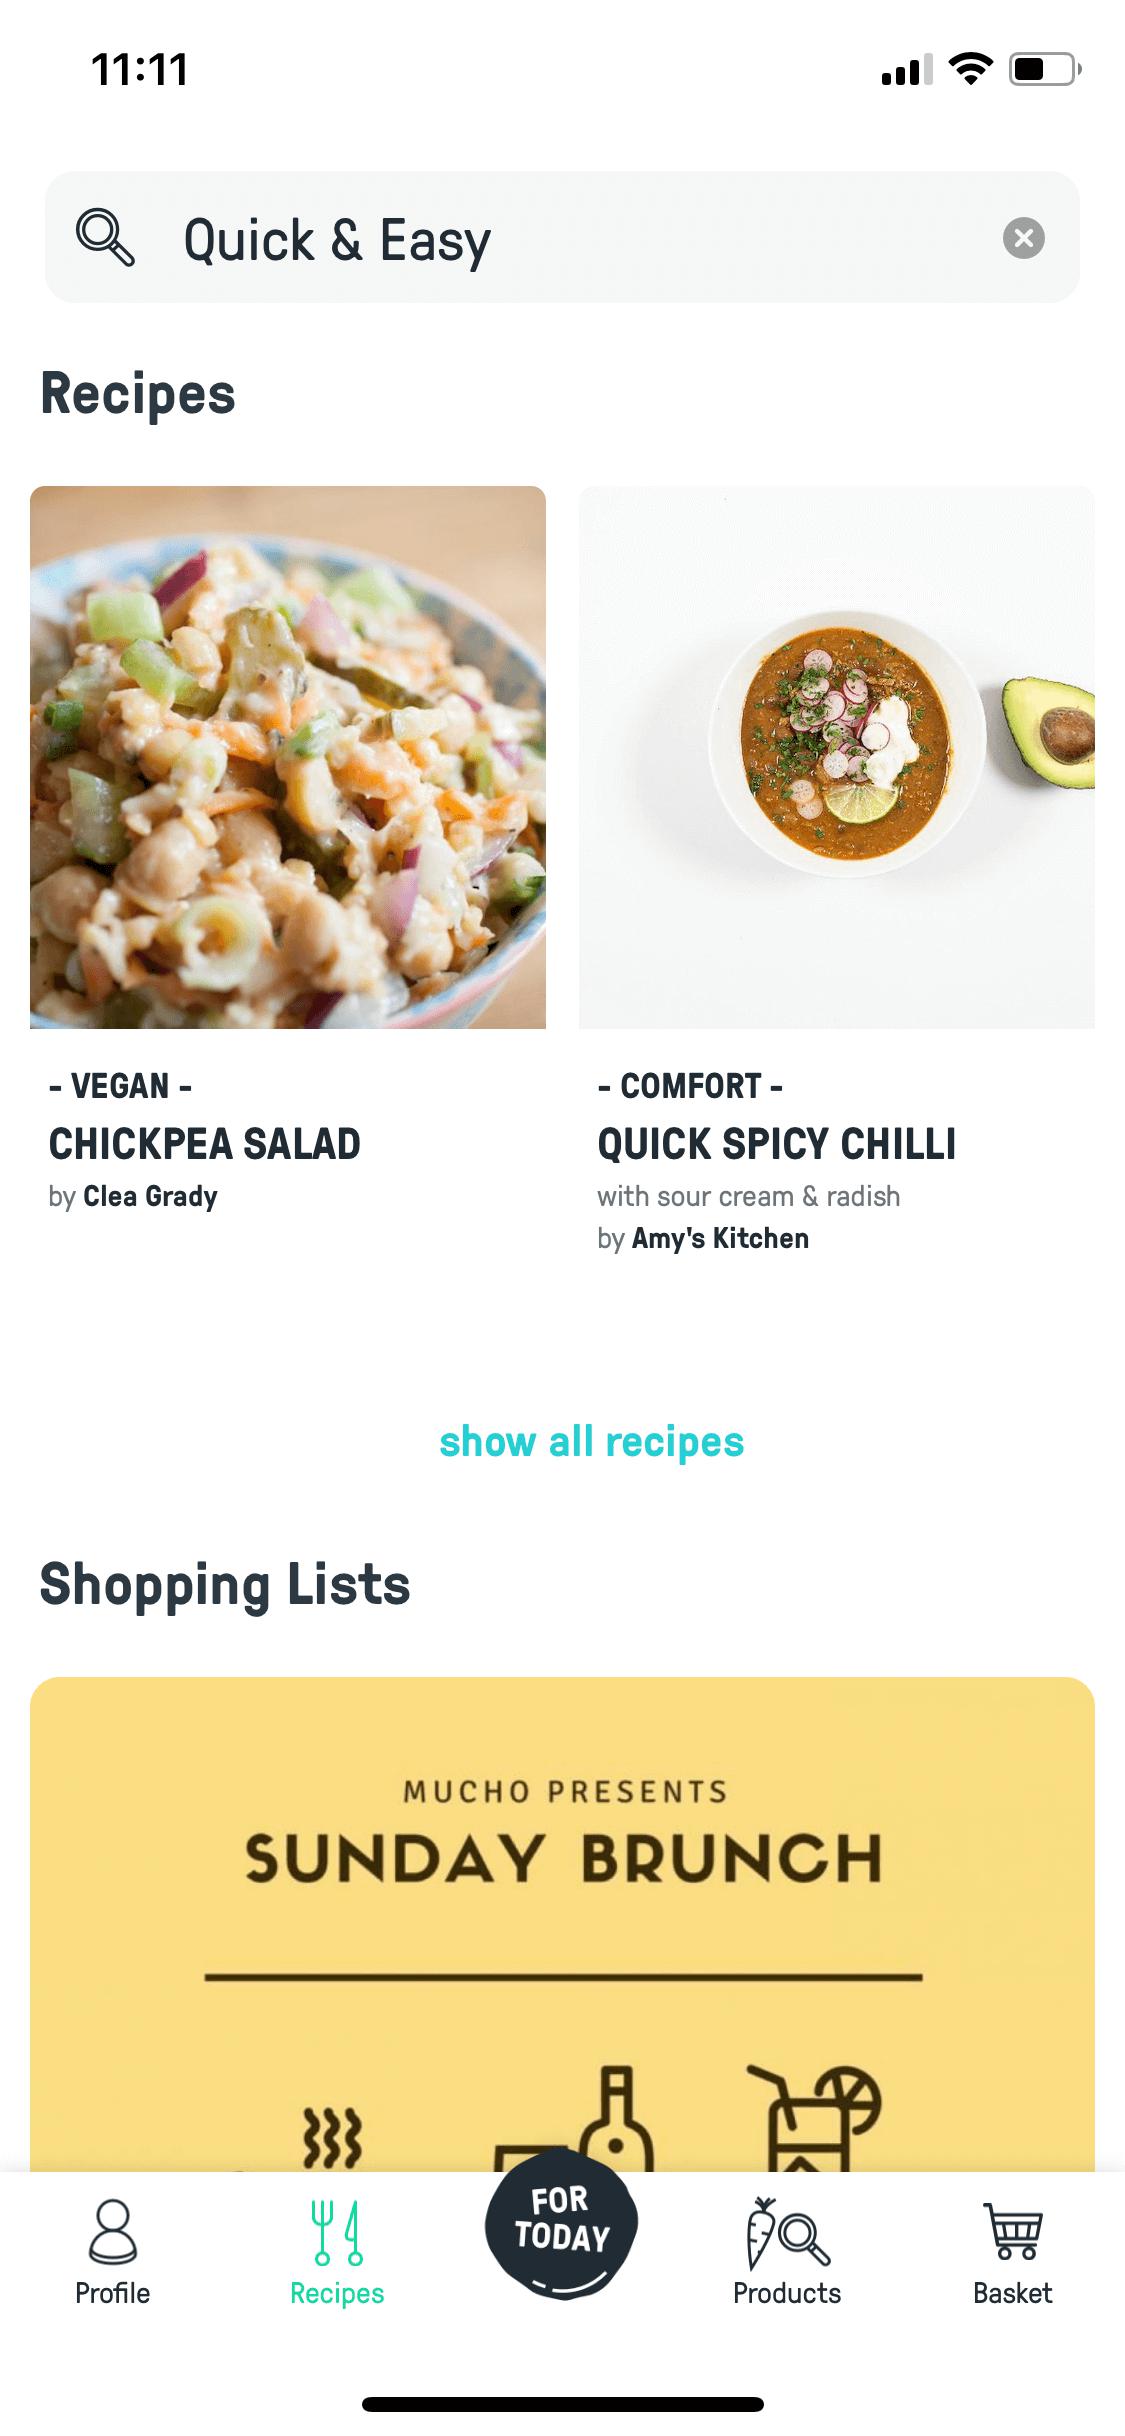 11:11
Quick & Easy
Recipes
- VEGAN -
CHICKPEA SALAD
by Clea Grady
- COMFORT -
QUICK SPICY CHILLI
with sour cream & radish
by Amy's Kitchen
show all recipes
Shopping Lists
MUCHO PRESENTS
SUNDAY BRUNCH
FOR
TODAY
Profile
Recipes
Products
Basket